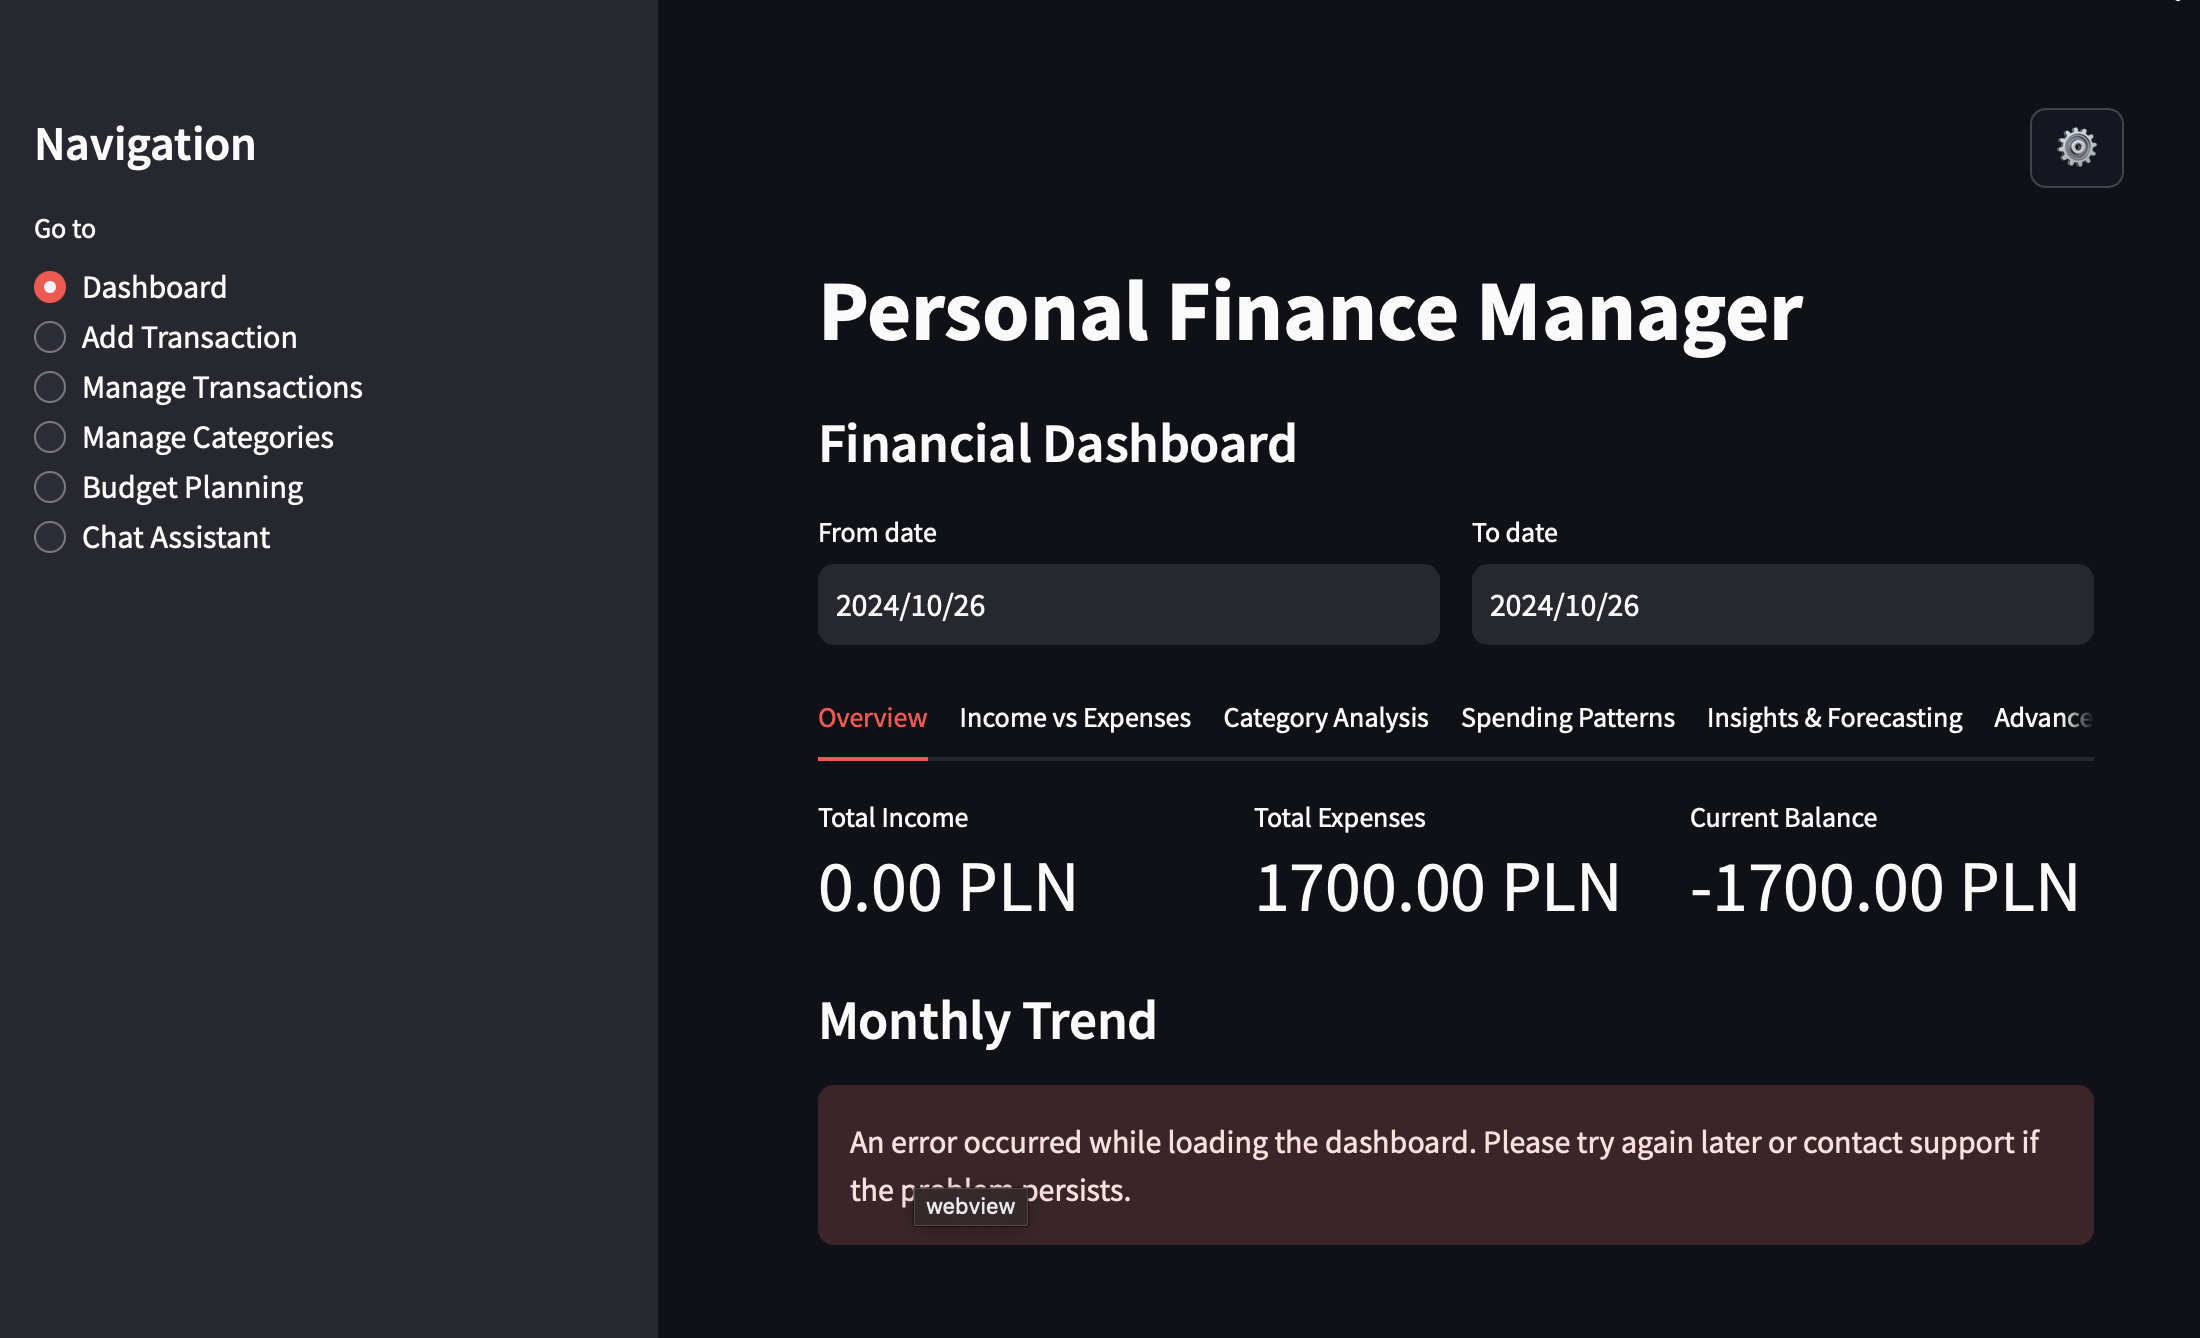 Navigation
Go to
Dashboard
Add Transaction
Manage Transactions
Manage Categories
Budget Planning
Chat Assistant
Personal Finance Manager
Financial Dashboard
From date To date
2024/10/26 2024/10/26
Overview Income vs Expenses Category Analysis Spending Patterns Insights & Forecasting Advance
Total Income Total Expenses Current Balance
0.00 PLN 1700.00 PLN -1700.00 PLN
Monthly Trend
An error occurred while loading the dashboard. Please try again later or contact support if
the problem persists.
webview